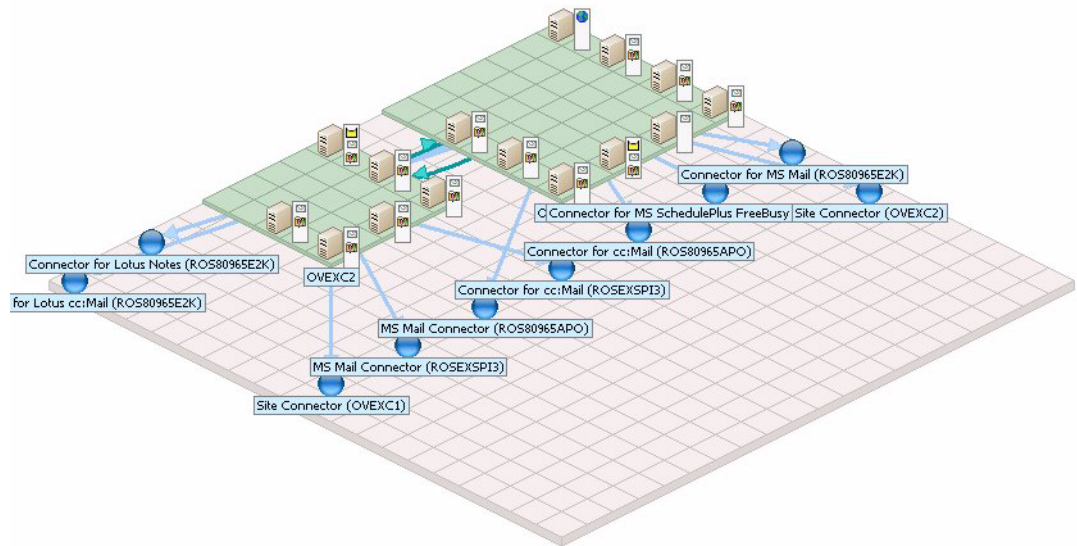 Connector for MS Mail (ROS80965E2K)
Connector for MS SchedulePlus FreeBusy
Site Connector (OVEXC2)
Connector for cc:Mail (ROS80965APO)
Connector for Lotus Notes (ROS80965E2K)
OVEXC2
Connector for cc:Mail (ROSEXSPI3)
for Lotus cc:Mail (ROS80965E2K)
MS Mail Connector (ROS80965APO)
MS Mail Connector (ROSEXSPI3)
Site Connector (OVEXC1)